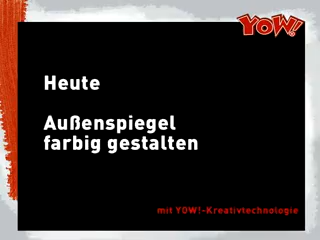 YOW!
Heute
Außenspiegel
farbig gestalten
mit YOW!-Kreativtechnologie